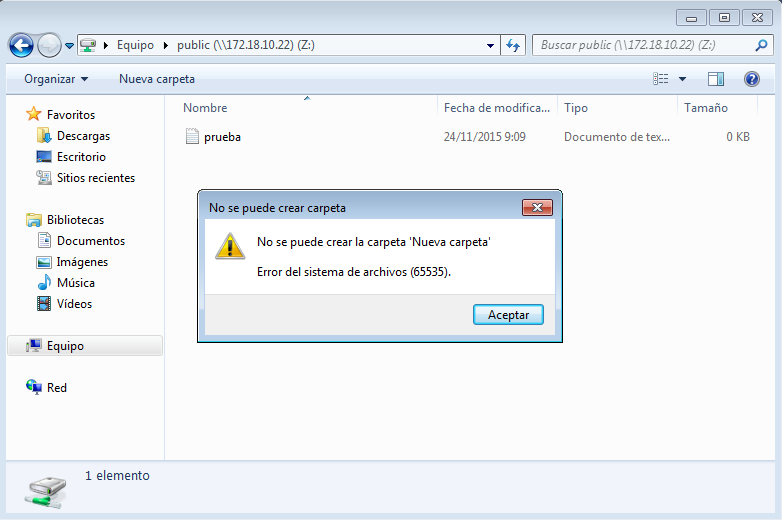 Equipo
public (\\172.18.10.22) (Z:)
Buscar public (\\172.18.10.22) (Z:)
Organizar
Nueva carpeta
?
Nombre
Fecha de modifica...
Tipo
Tamaño
prueba
24/11/2015 9:09
Documento de tex...
0 KB
Favoritos
Descargas
Escritorio
Sitios recientes
Bibliotecas
Documentos
Imágenes
Música
Vídeos
Equipo
Red
No se puede crear carpeta
No se puede crear la carpeta 'Nueva carpeta'
Error del sistema de archivos (65535).
Aceptar
1 elemento